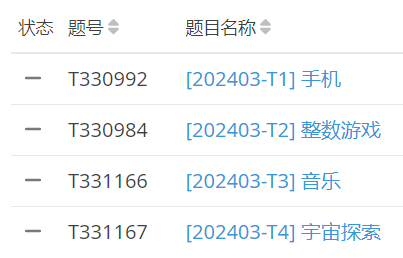 状态 题号 题目名称
— T330992 [202403-T1] 手机
— T330984 [202403-T2] 整数游戏
— T331166 [202403-T3] 音乐
— T331167 [202403-T4] 宇宙探索